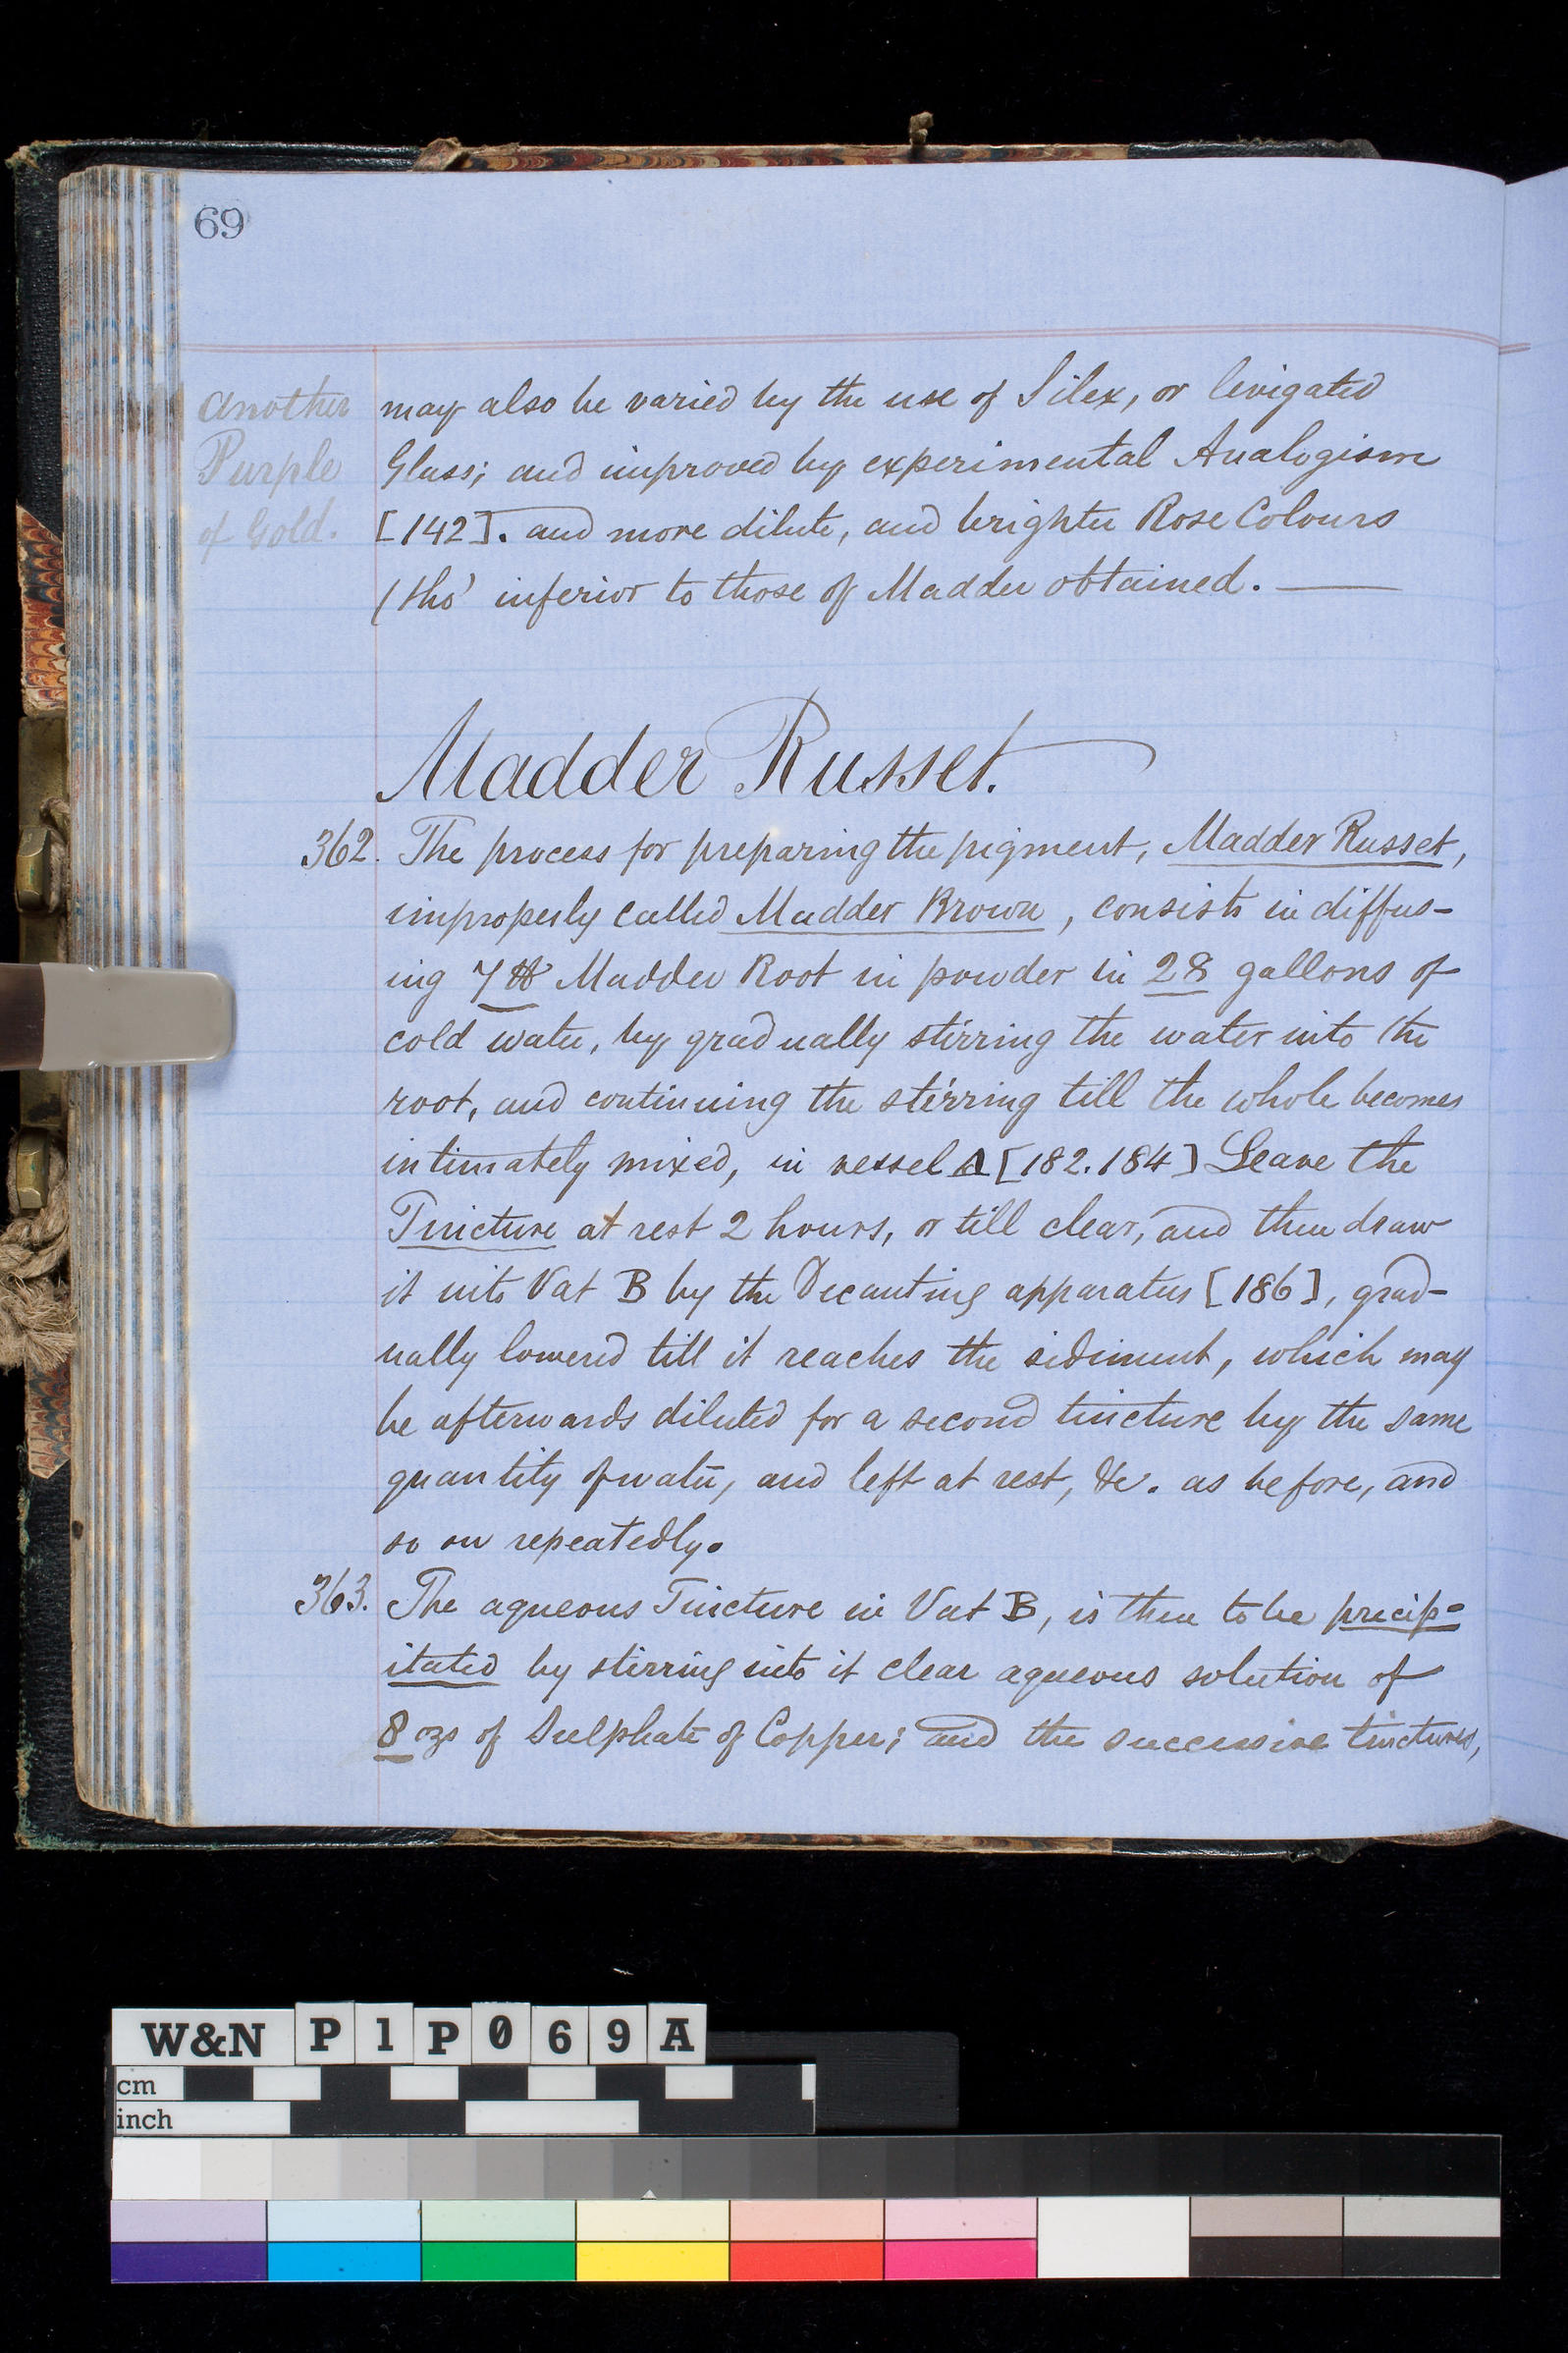 69
another
Purple
of Gold.
may also be varied by the use of Silex, or levigated
Glass; and improved by experimental Analogism
[142]. and more dilute, and brighter Rose Colours
(tho' inferior to those of Madder obtained. —
Madder Russet.
362. The process for preparing the pigment, Madder Russet,
improperly called Madder Brown, consists in diffus-
ing 7 ℔ Madder Root in powder in 28 gallons of
cold water, by gradually stirring the water into the
root, and continuing the stirring till the whole becomes
intimately mixed, in vessel A [182.184] Leave the
Tincture at rest 2 hours, or till clear, and then draw
it into Vat B by the Decanting apparatus [186], grad-
ually lowered till it reaches the sediment, which may
be afterwards diluted for a second tincture by the same
quantity of water, and left at rest, &c. as before, and
so on repeatedly.
363. The aqueous Tincture in Vat B, is then to be precip-
itated by stirring into it clear aqueous solution of
8 ozs of Sulphate of Copper; and the successive tinctures,
W&N P1P069A
cm
inch